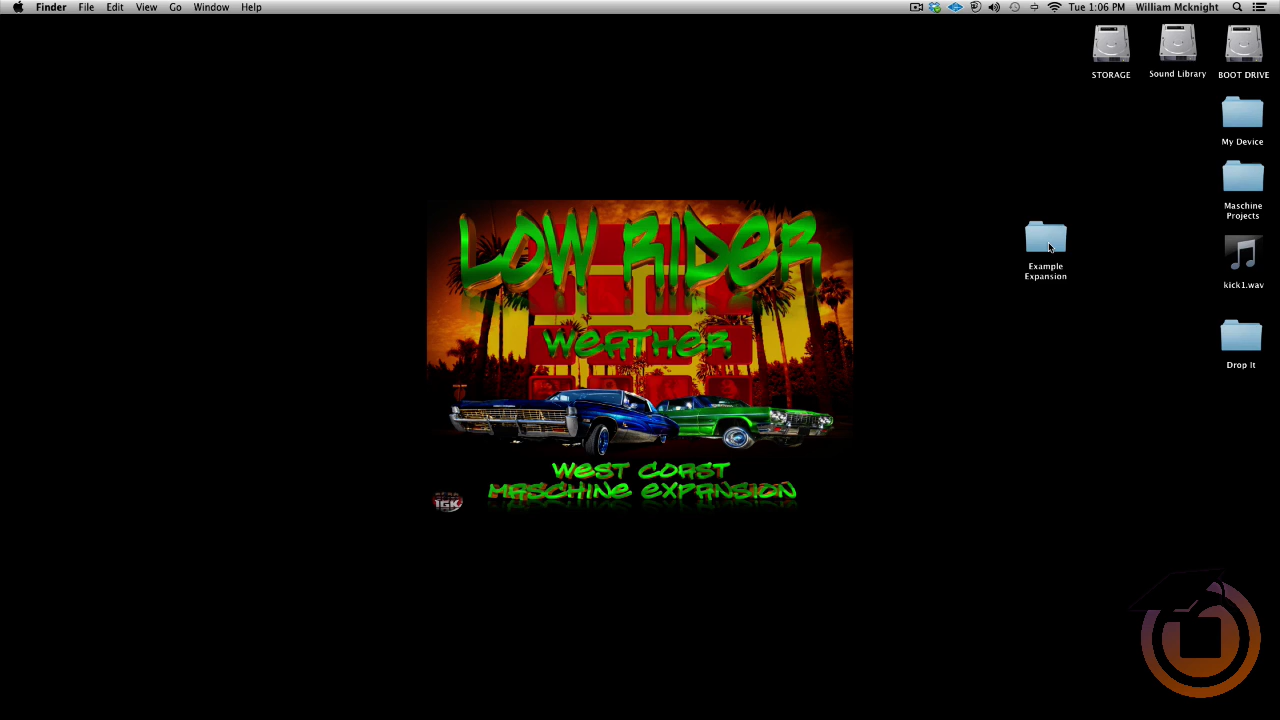 Finder File Edit View Go Window Help Tue 1:06 PM William Mcknight
STORAGE
Sound Library
BOOT DRIVE
My Device
Maschine
Projects
Example
Expansion
kick1.wav
Drop It
LOW RIDER
WEATHER
WEST COAST
MASCHINE EXPANSION
IGK